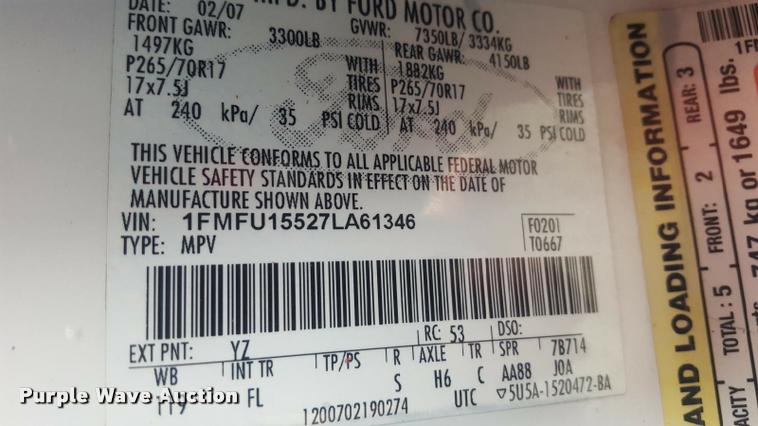 DATE: 02/07 MFD. BY FORD MOTOR CO.
FRONT GAWR: 3300LB GVWR: 7350LB/ 3334KG
1497KG REAR GAWR: 4150LB
P265/70R17 WITH 1882KG WITH
17x7.5J TIRES P265/70R17 TIRES
RIMS 17x7.5J RIMS
AT 240 kPa/ 35 PSI COLD AT 240 kPa/ 35 PSI COLD
Ford
THIS VEHICLE CONFORMS TO ALL APPLICABLE FEDERAL MOTOR
VEHICLE SAFETY STANDARDS IN EFFECT ON THE DATE OF
MANUFACTURE SHOWN ABOVE.
VIN: 1FMFU15527LA61346 F0201
TYPE: MPV T0667
EXT PNT: YZ RC: 53 DSO:
WB INT TR TP/PS R AXLE TR SPR 7B714
FL S H6 C AA88 JOA
1200702190274 UTC 5U5A-1520472-BA
AND LOADING INFORMATION
TOTAL : 5 FRONT: 2 REAR: 3
747 kg or 1649 lbs.
Purple Wave Auction